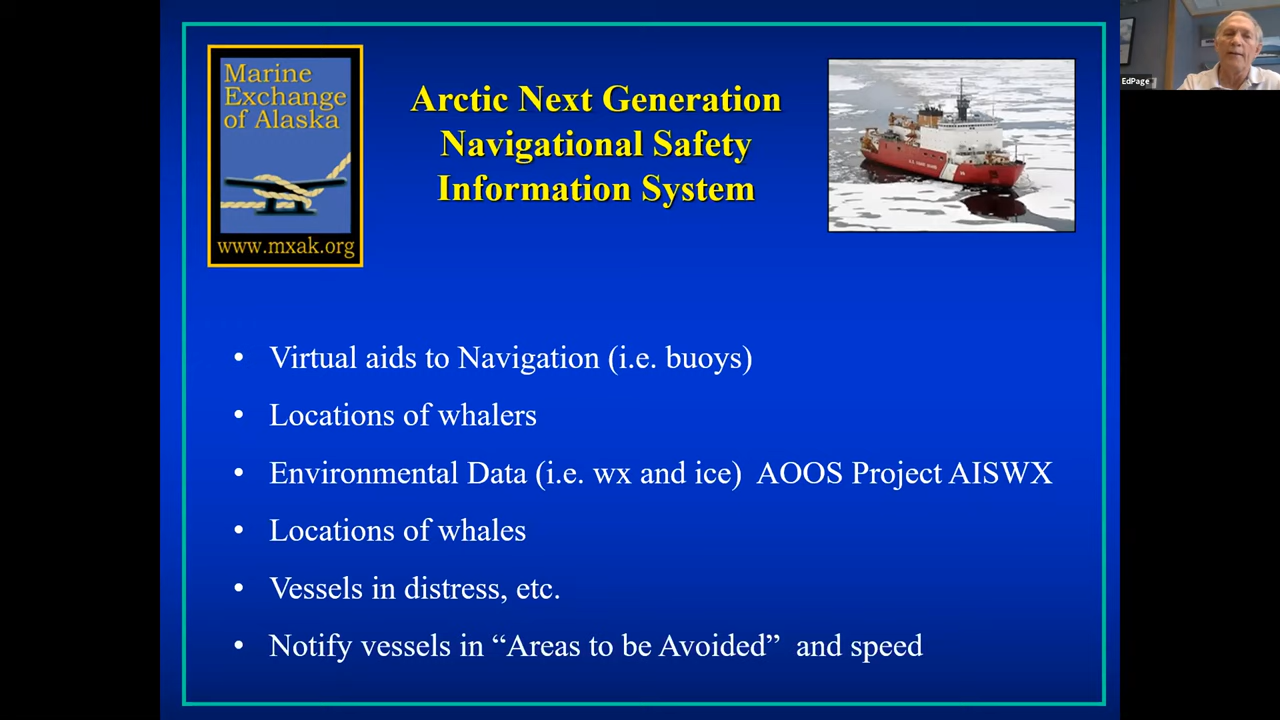 Marine
Exchange
of Alaska
www.mxak.org
Arctic Next Generation
Navigational Safety
Information System
U.S. COAST GUARD
EdPage
• Virtual aids to Navigation (i.e. buoys)
• Locations of whalers
• Environmental Data (i.e. wx and ice)  AOOS Project AISWX
• Locations of whales
• Vessels in distress, etc.
• Notify vessels in “Areas to be Avoided”  and speed